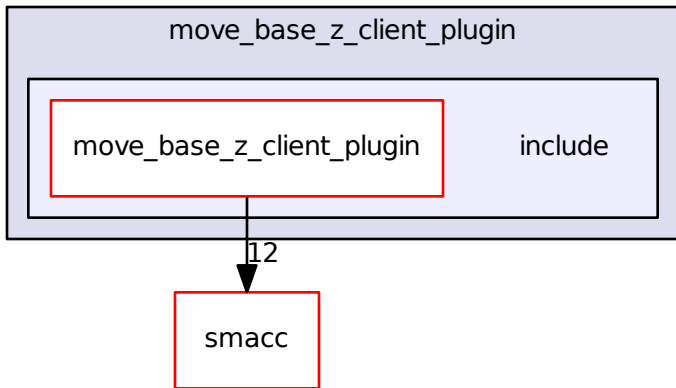 move_base_z_client_plugin
move_base_z_client_plugin
include
12
smacc